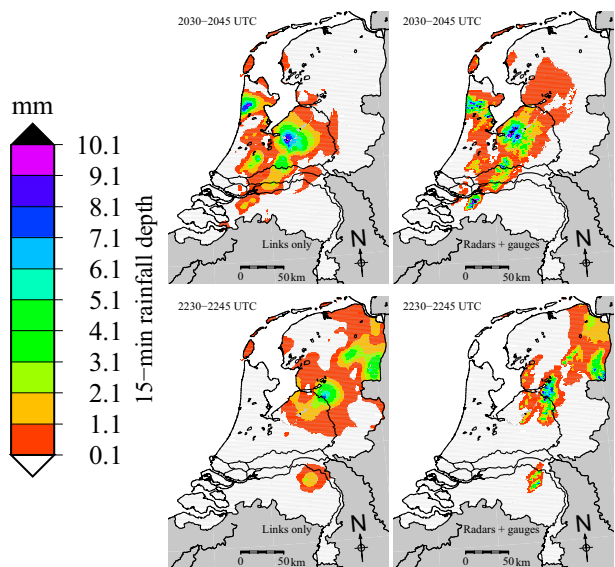 mm
10.1
9.1
8.1
7.1
6.1
5.1
4.1
3.1
2.1
1.1
0.1
15−min rainfall depth
2030−2045 UTC
Links only
N
0
50 km
2030−2045 UTC
Radars + gauges
N
0
50 km
2230−2245 UTC
Links only
N
0
50 km
2230−2245 UTC
Radars + gauges
N
0
50 km